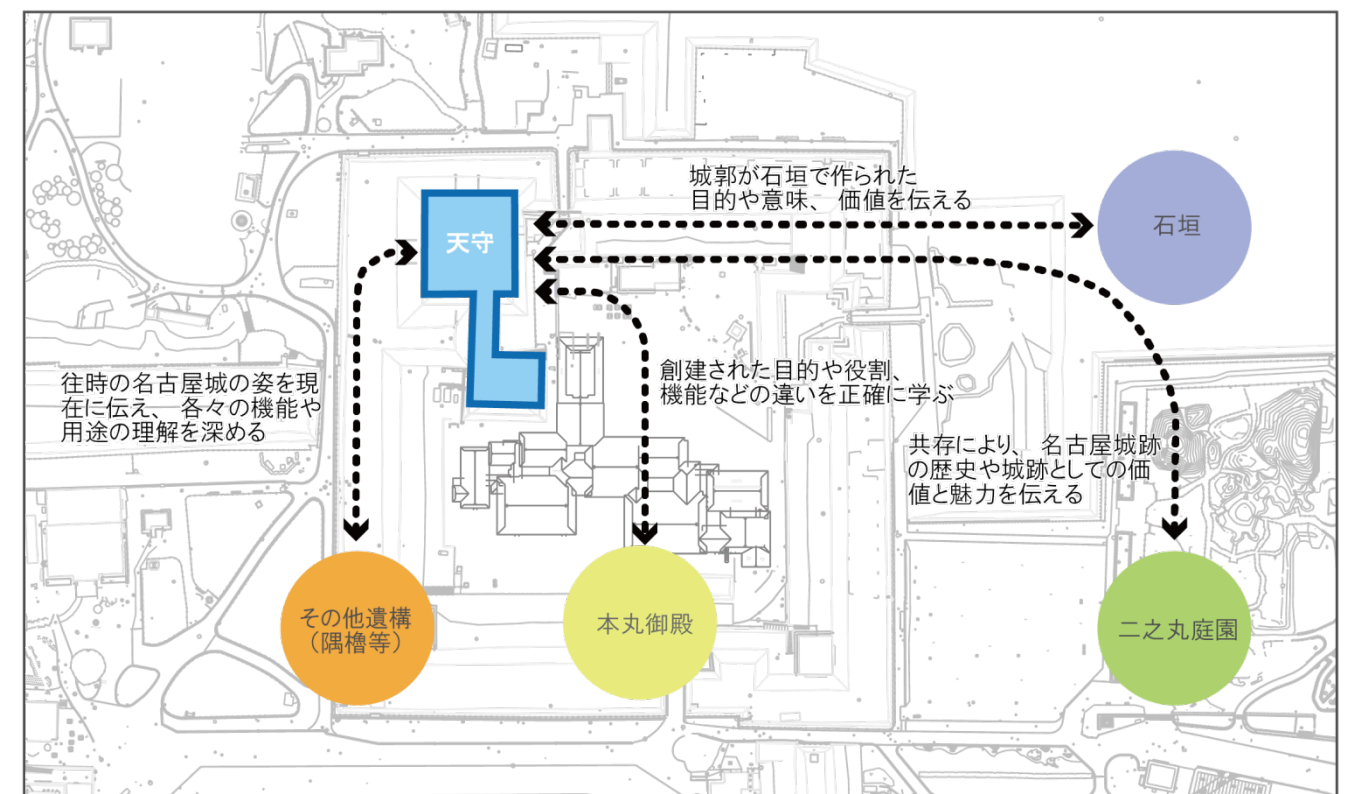 城郭が石垣で作られた
目的や意味、価値を伝える
石垣
天守
往時の名古屋城の姿を現
在に伝え、各々の機能や
用途の理解を深める
創建された目的や役割、
機能などの違いを正確に学ぶ
共存により、名古屋城跡
の歴史や城跡としての価
値と魅力を伝える
その他遺構
（隅櫓等）
本丸御殿
二之丸庭園